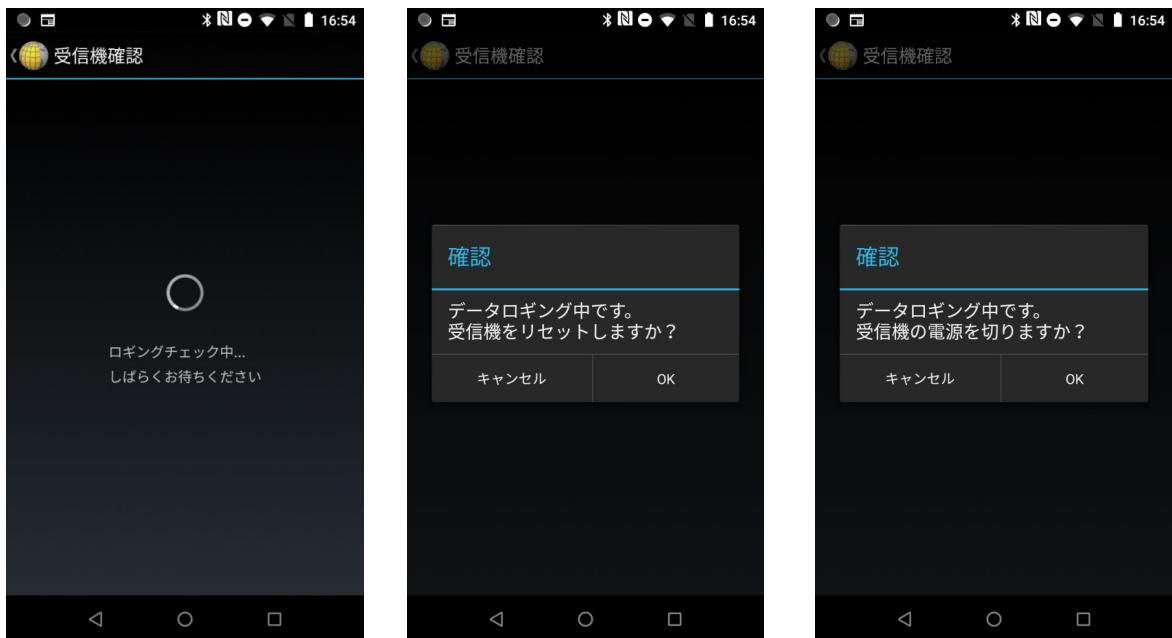 16:54
受信機確認
ロギングチェック中...
しばらくお待ちください
16:54
受信機確認
確認
データロギング中です。
受信機をリセットしますか？
キャンセル
OK
16:54
受信機確認
確認
データロギング中です。
受信機の電源を切りますか？
キャンセル
OK